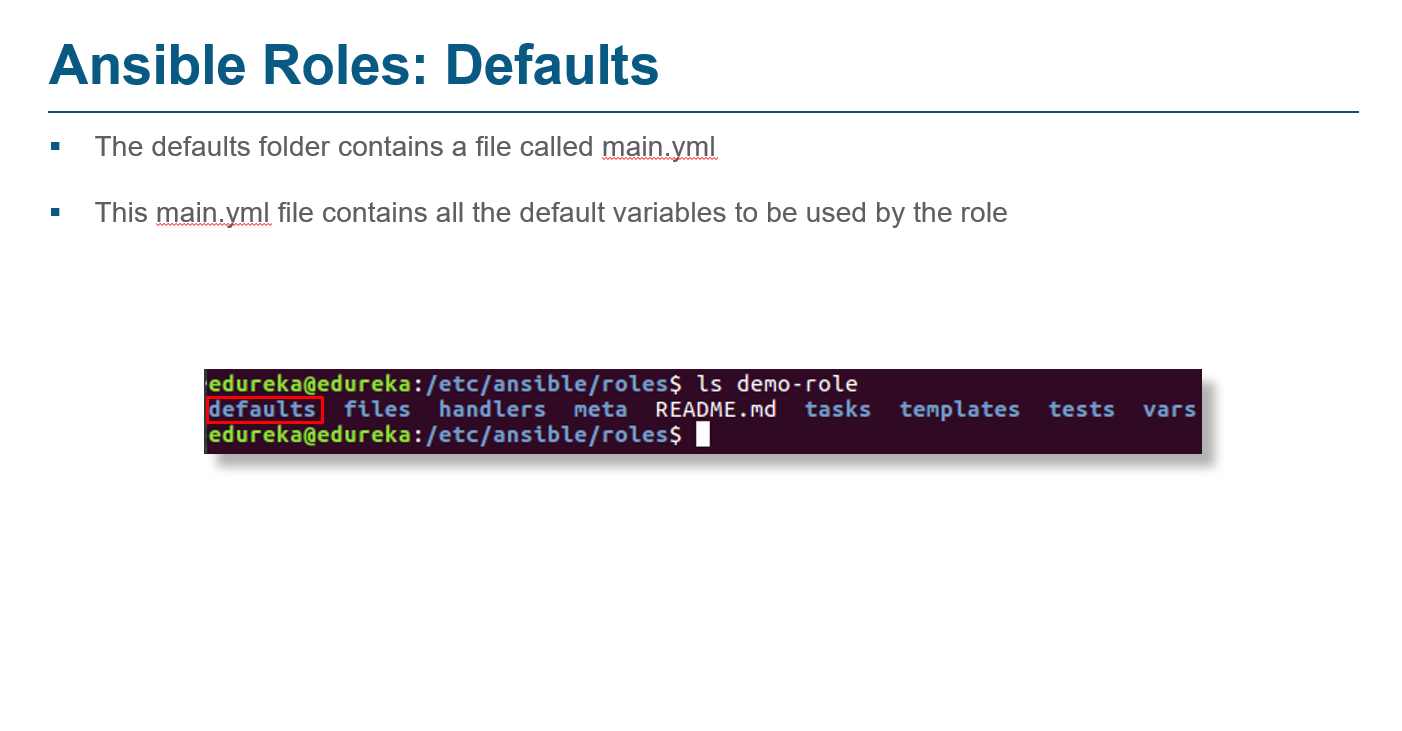 Ansible Roles: Defaults
▪ The defaults folder contains a file called main.yml
▪ This main.yml file contains all the default variables to be used by the role
edureka@edureka:/etc/ansible/roles$ ls demo-role
defaults files handlers meta README.md tasks templates tests vars
edureka@edureka:/etc/ansible/roles$